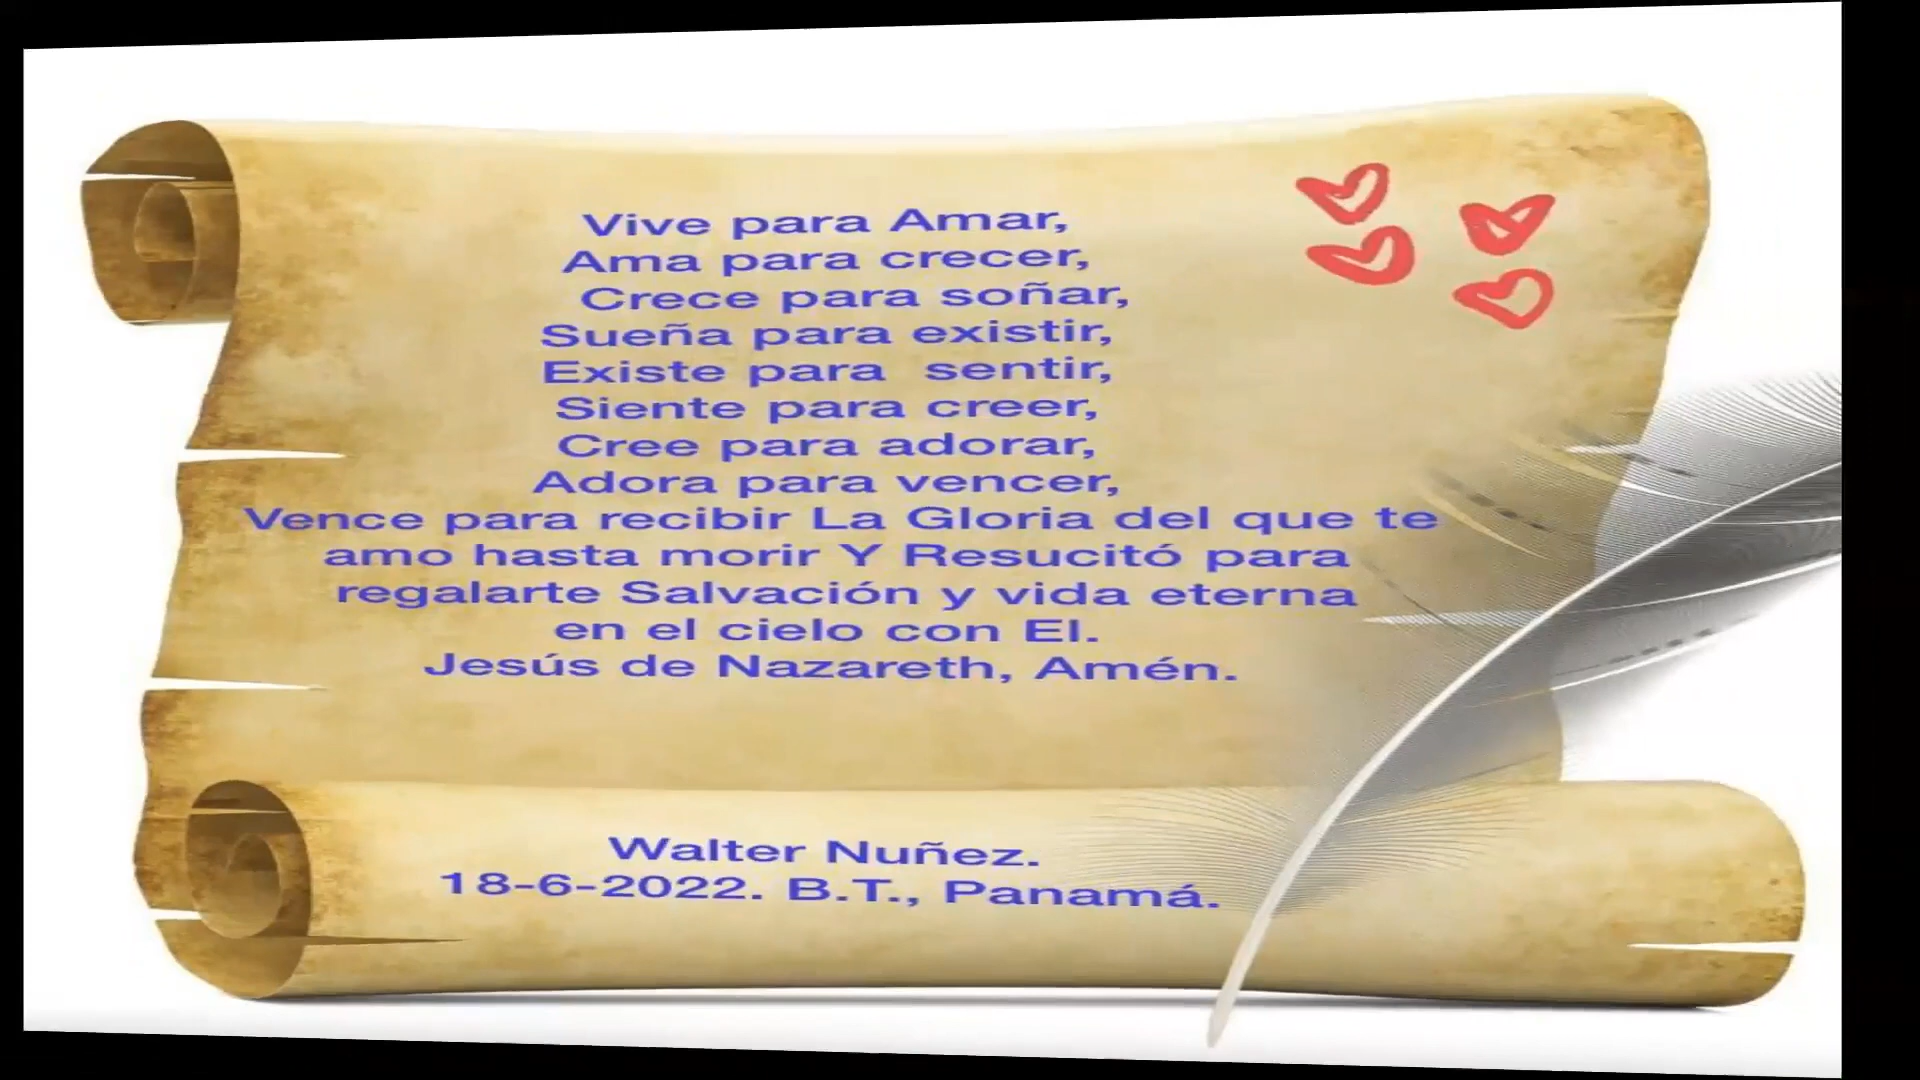 Vive para Amar,
Ama para crecer,
Crece para soñar,
Sueña para existir,
Existe para sentir,
Siente para creer,
Cree para adorar,
Adora para vencer,
Vence para recibir La Gloria del que te
amo hasta morir Y Resucitó para
regalarte Salvación y vida eterna
en el cielo con El.
Jesús de Nazareth, Amén.
Walter Nuñez.
18-6-2022. B.T., Panamá.